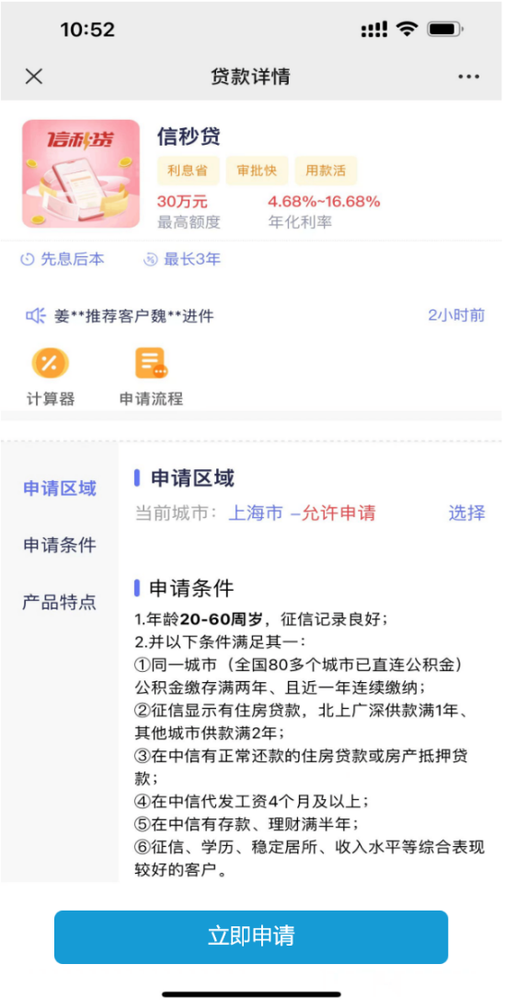 10:52
贷款详情
信秒贷
信秒贷
利息省 审批快 用款活
30万元 4.68%~16.68%
最高额度 年化利率
先息后本 最长3年
姜**推荐客户魏**进件 2小时前
计算器 申请流程
申请区域
申请条件
产品特点
申请区域
当前城市：上海市 –允许申请 选择
申请条件
1.年龄20-60周岁，征信记录良好；
2.并以下条件满足其一：
①同一城市（全国80多个城市已直连公积金）
公积金缴存满两年、且近一年连续缴纳；
②征信显示有住房贷款，北上广深供款满1年、
其他城市供款满2年；
③在中信有正常还款的住房贷款或房产抵押贷
款；
④在中信代发工资4个月及以上；
⑤在中信有存款、理财满半年；
⑥征信、学历、稳定居所、收入水平等综合表现
较好的客户。
立即申请